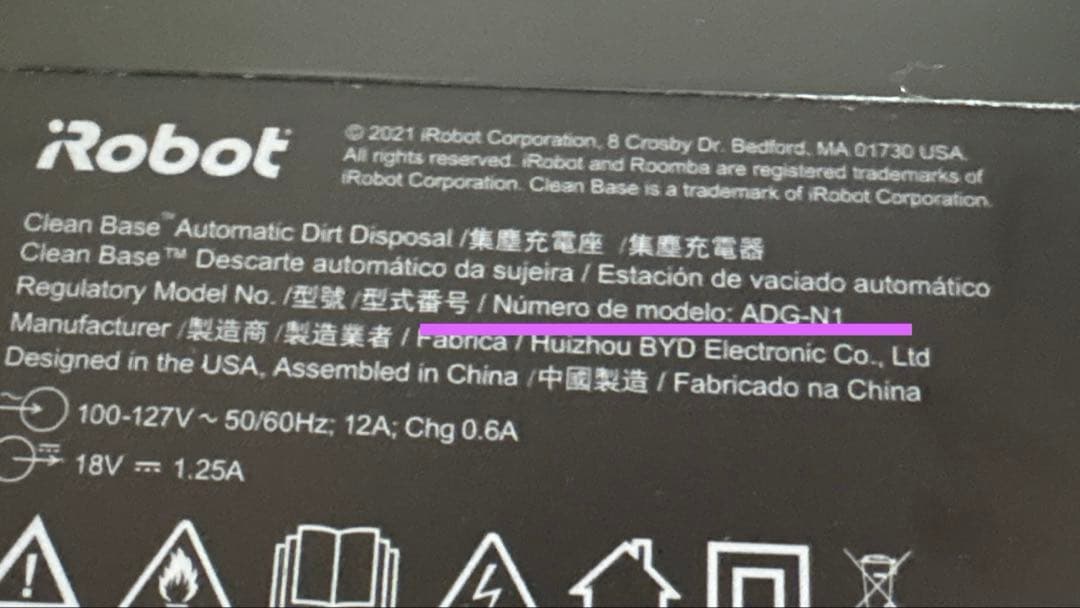 iRobot
© 2021 iRobot Corporation, 8 Crosby Dr. Bedford, MA 01730 USA.
All rights reserved. iRobot and Roomba are registered trademarks of
iRobot Corporation. Clean Base is a trademark of iRobot Corporation.
Clean Base™ Automatic Dirt Disposal /集塵充電座 /集塵充電器
Clean Base™ Descarte automático da sujeira / Estación de vaciado automático
Regulatory Model No. /型號 /型式番号 / Número de modelo: ADG-N1
Manufacturer /製造商 /製造業者 / Fabrica / Huizhou BYD Electronic Co., Ltd
Designed in the USA, Assembled in China /中國製造 / Fabricado na China
100-127V ~ 50/60Hz; 12A; Chg 0.6A
18V ⎓ 1.25A